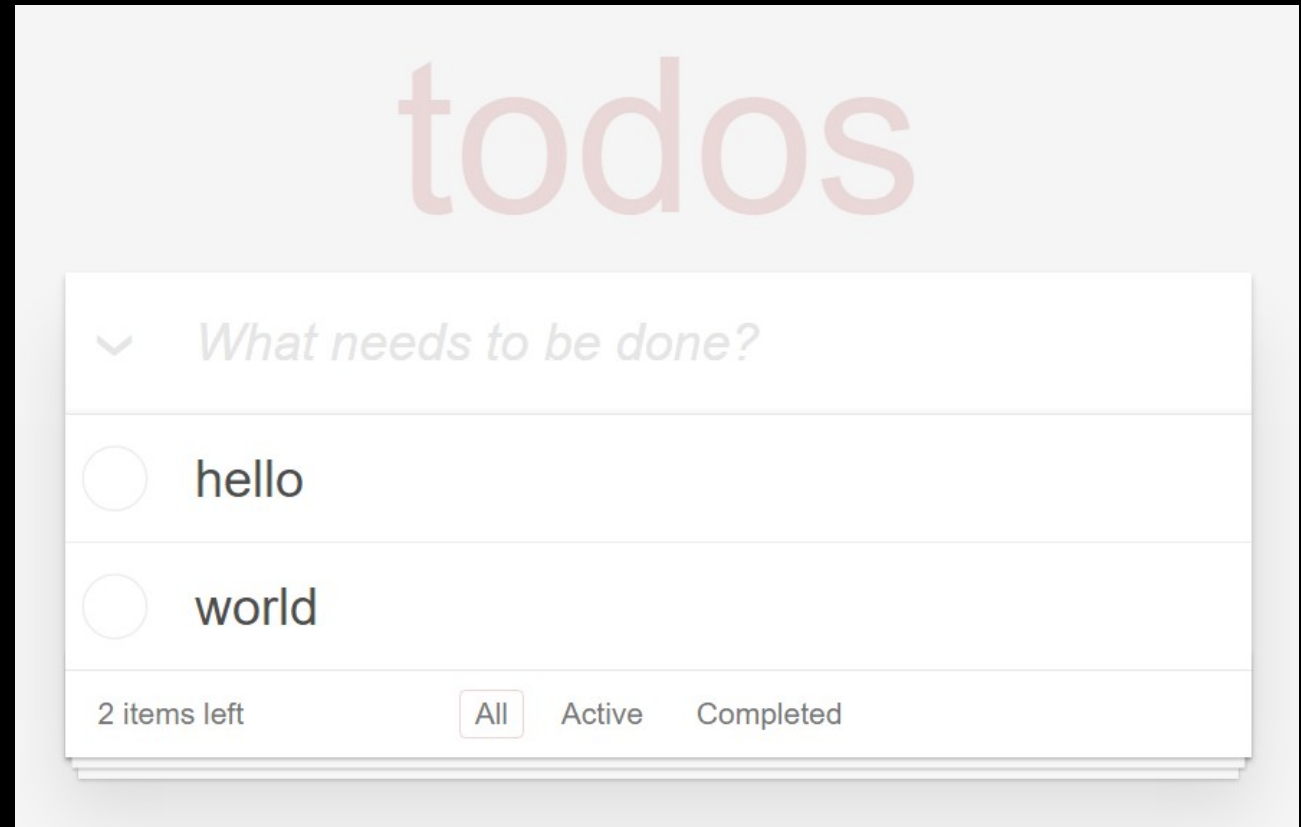 todos
What needs to be done?
hello
world
2 items left All Active Completed